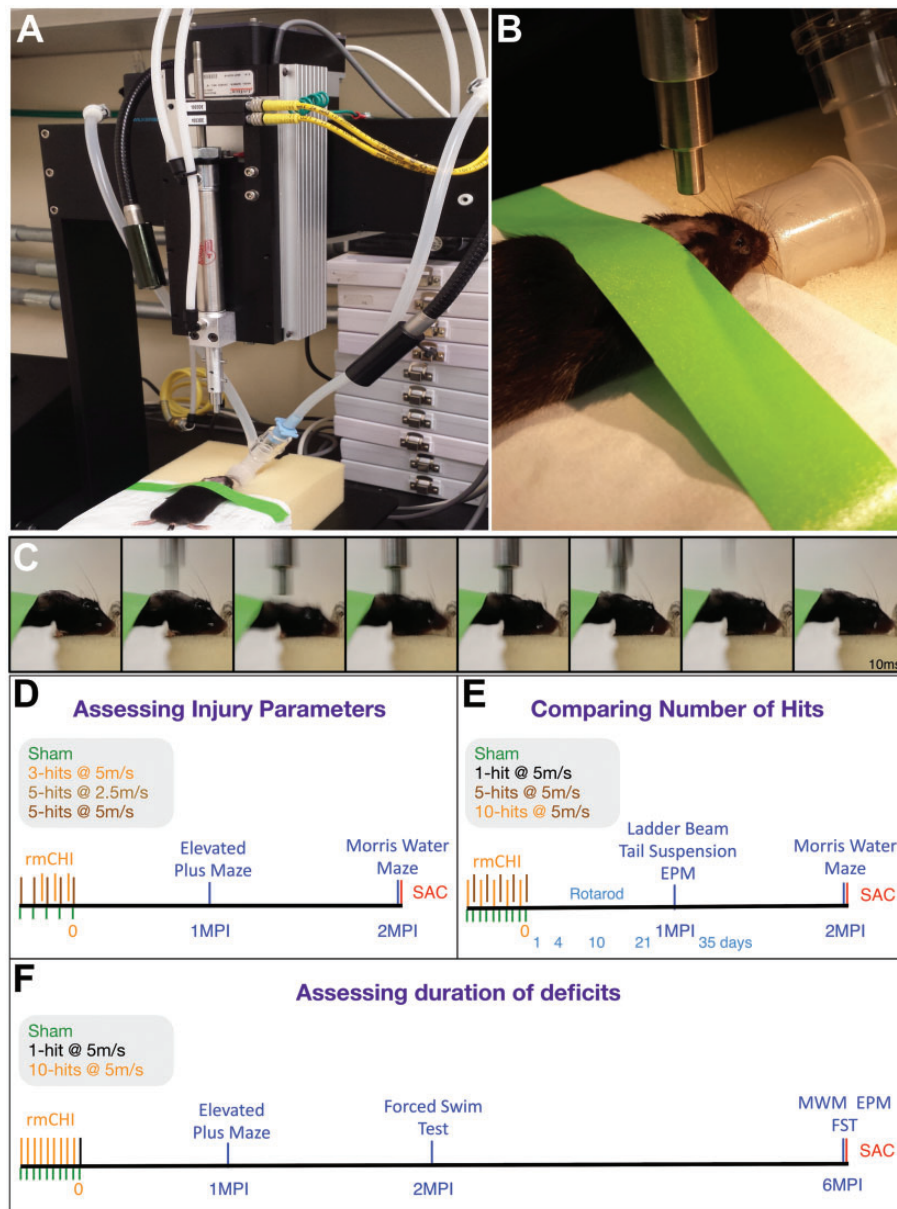 A
B
C
10ms
D
Assessing Injury Parameters
Sham
3-hits @ 5m/s
5-hits @ 2.5m/s
5-hits @ 5m/s
rmCHI
Elevated
Plus Maze
Morris Water
Maze
SAC
0
1MPI
2MPI
E
Comparing Number of Hits
Sham
1-hit @ 5m/s
5-hits @ 5m/s
10-hits @ 5m/s
rmCHI
Rotarod
Ladder Beam
Tail Suspension
EPM
Morris Water
Maze
SAC
0
1 4 10 21 35 days
1MPI
2MPI
F
Assessing duration of deficits
Sham
1-hit @ 5m/s
10-hits @ 5m/s
rmCHI
Elevated
Plus Maze
Forced Swim
Test
MWM EPM
FST
SAC
0
1MPI
2MPI
6MPI